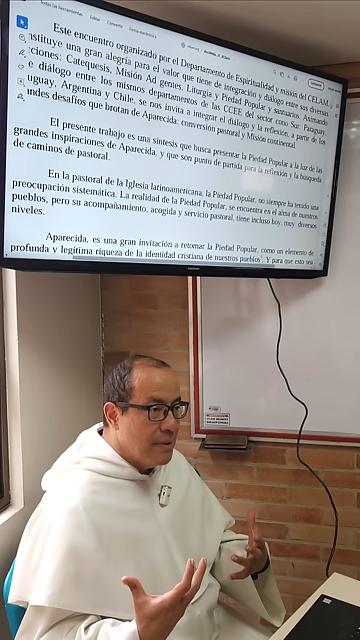 Todas las herramientas Editar Convertir Firma electrónica
Este encuentro organizado por el Departamento de Espiritualidad y misión del CELAM,
nstituye una gran alegría para el valor que tiene de integración y diálogo entre sus diversas
ciones: Catequesis, Misión Ad gentes, Liturgia y Piedad Popular y santuarios. Animando
e diálogo entre los mismos departamentos de las CCEE del sector cono Sur: Paraguay,
uguay, Argentina y Chile, se nos invita a integrar el diálogo y la reflexión, a partir de los
andes desafíos que brotan de Aparecida: conversión pastoral y Misión continental.
El presente trabajo es una síntesis que busca presentar la Piedad Popular a la luz de las
grandes inspiraciones de Aparecida, y que son punto de partida para la reflexión y la búsqueda
de caminos de pastoral.
En la pastoral de la Iglesia latinoamericana, la Piedad Popular, no siempre ha tenido una
preocupación sistemática. La realidad de la Piedad Popular, se encuentra en el alma de nuestros
pueblos, pero su acompañamiento, acogida y servicio pastoral, tiene incluso hoy, muy diversos
niveles.
Aparecida, es una gran invitación a retomar la Piedad Popular, como un elemento de
profunda y legítima riqueza de la identidad cristiana de nuestros pueblos. Y para que esto sea
SAMSUNG